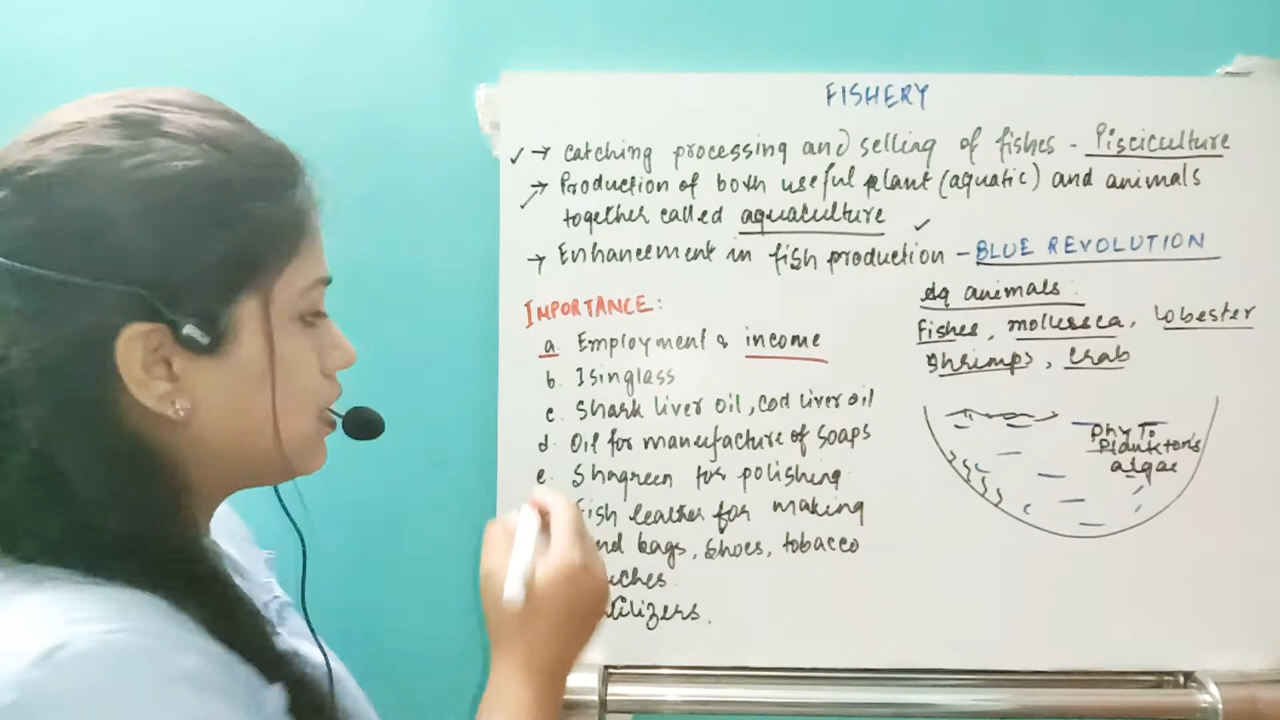 FISHERY
✓ → Catching processing and selling of fishes - Pisciculture
→ Production of both useful plant (aquatic) and animals
together called aquaculture ✓
→ Enhancement in fish production - BLUE REVOLUTION
IMPORTANCE:
a. Employment & income
b. Isinglass
c. Shark liver oil, Cod liver oil
d. Oil for manufacture of Soaps
e. Shagreen for polishing
fish leather for making
bags, Shoes, tobacco
Aq animals:
Fishes, mollussca, Lobester
Shrimps, Crab
Phyto
Planktons
algae